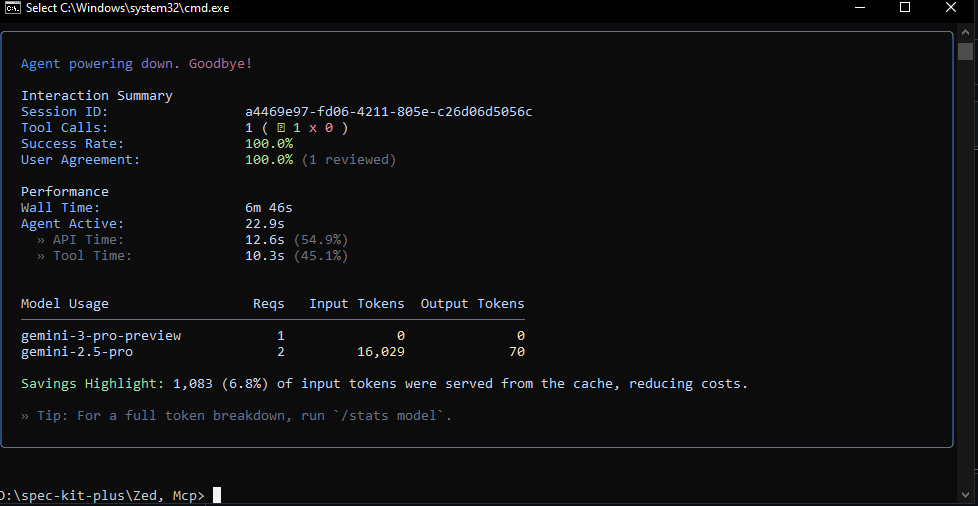 Select C:\Windows\system32\cmd.exe
Agent powering down. Goodbye!
Interaction Summary
Session ID: a4469e97-fd06-4211-805e-c26d06d5056c
Tool Calls: 1 ( 1 x 0 )
Success Rate: 100.0%
User Agreement: 100.0% (1 reviewed)
Performance
Wall Time: 6m 46s
Agent Active: 22.9s
» API Time: 12.6s (54.9%)
» Tool Time: 10.3s (45.1%)
Model Usage Reqs Input Tokens Output Tokens
gemini-3-pro-preview 1 0 0
gemini-2.5-pro 2 16,029 70
Savings Highlight: 1,083 (6.8%) of input tokens were served from the cache, reducing costs.
» Tip: For a full token breakdown, run `/stats model`.
D:\spec-kit-plus\Zed, Mcp>